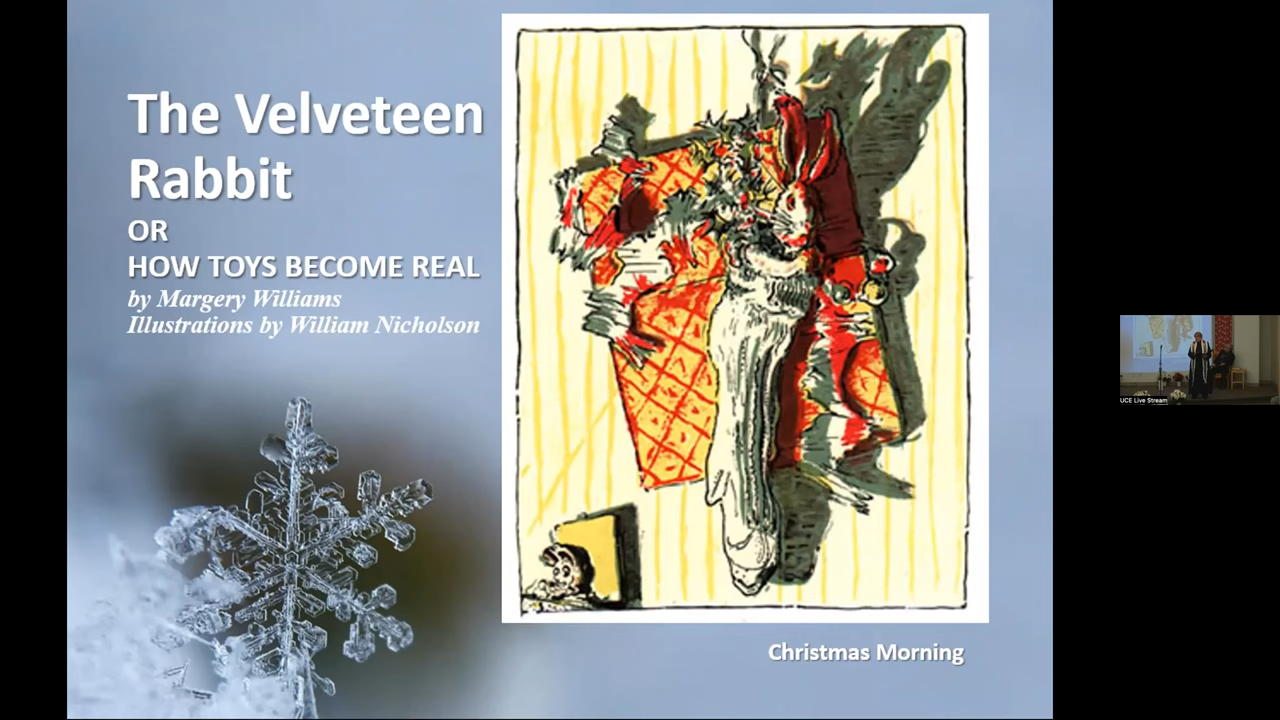 The Velveteen
Rabbit
OR
HOW TOYS BECOME REAL
by Margery Williams
Illustrations by William Nicholson
Christmas Morning
UCE Live Stream